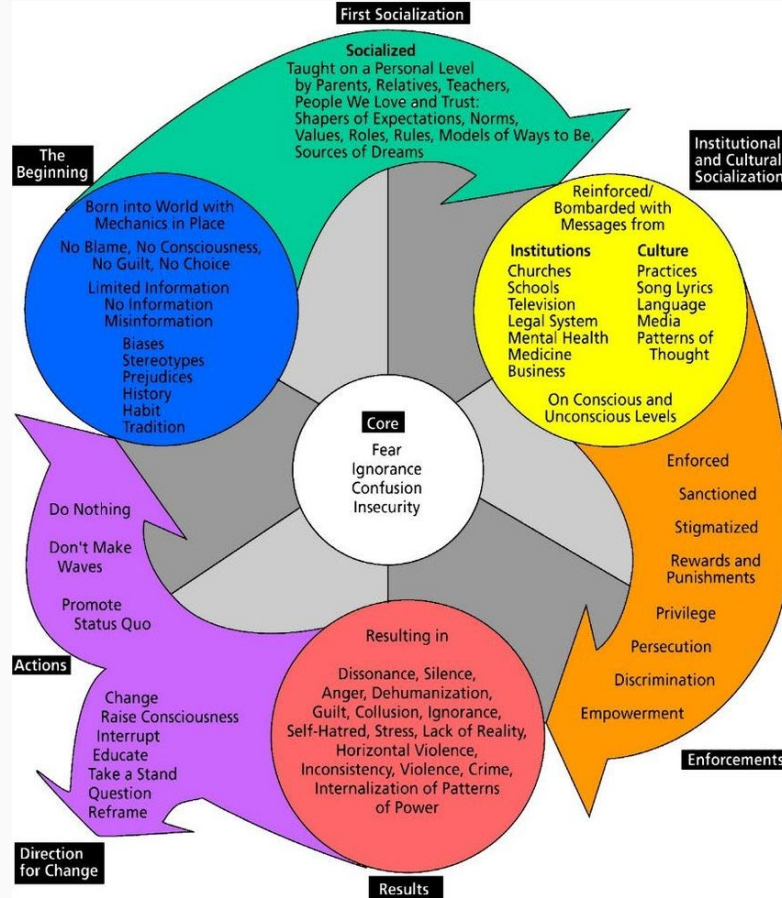 First Socialization
Socialized
Taught on a Personal Level
by Parents, Relatives, Teachers,
People We Love and Trust:
Shapers of Expectations, Norms,
Values, Roles, Rules, Models of Ways to Be,
Sources of Dreams
The
Beginning
Born into World with
Mechanics in Place
No Blame, No Consciousness,
No Guilt, No Choice
Limited Information
No Information
Misinformation
Biases
Stereotypes
Prejudices
History
Habit
Tradition
Institutional
and Cultural
Socialization
Reinforced/
Bombarded with
Messages from
Institutions
Churches
Schools
Television
Legal System
Mental Health
Medicine
Business
Culture
Practices
Song Lyrics
Language
Media
Patterns of
Thought
On Conscious and
Unconscious Levels
Core
Fear
Ignorance
Confusion
Insecurity
Enforced
Sanctioned
Stigmatized
Rewards and
Punishments
Privilege
Persecution
Discrimination
Empowerment
Enforcements
Resulting in
Dissonance, Silence,
Anger, Dehumanization,
Guilt, Collusion, Ignorance,
Self-Hatred, Stress, Lack of Reality,
Horizontal Violence,
Inconsistency, Violence, Crime,
Internalization of Patterns
of Power
Results
Do Nothing
Don't Make
Waves
Promote
Status Quo
Actions
Change
Raise Consciousness
Interrupt
Educate
Take a Stand
Question
Reframe
Direction
for Change